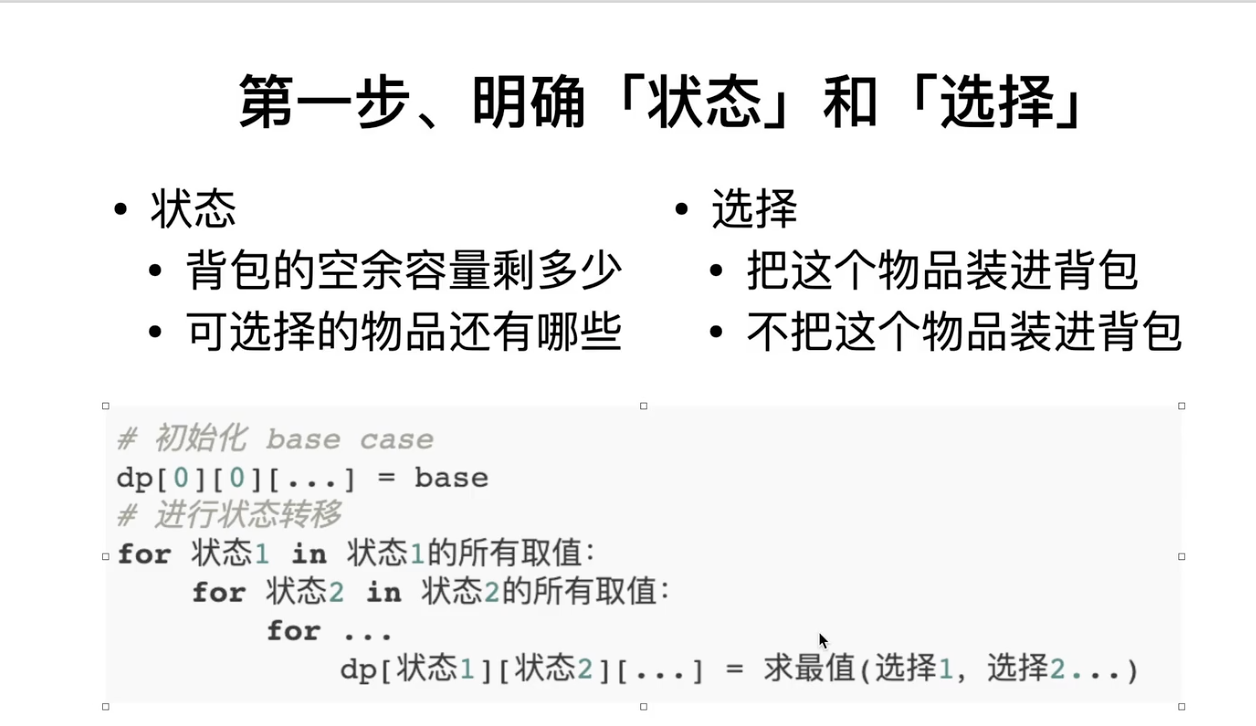 第一步、明确「状态」和「选择」
• 状态
• 背包的空余容量剩多少
• 可选择的物品还有哪些
• 选择
• 把这个物品装进背包
• 不把这个物品装进背包
# 初始化 base case
dp[0][0][...] = base
# 进行状态转移
for 状态1 in 状态1的所有取值：
    for 状态2 in 状态2的所有取值：
        for ...
            dp[状态1][状态2][...] = 求最值(选择1, 选择2...)